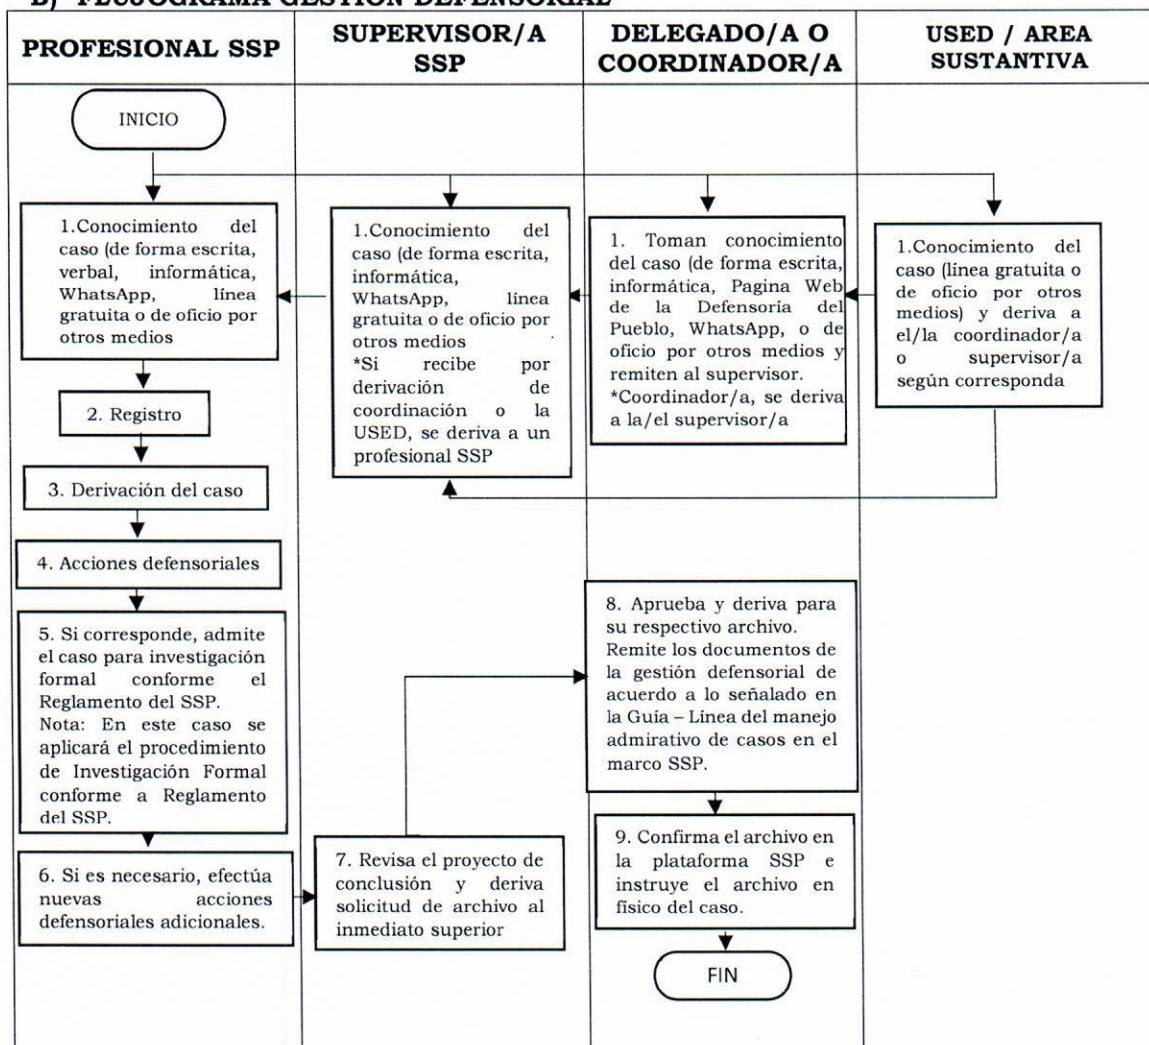 B) FLUJOGRAMA GESTIÓN DEFENSORIAL
PROFESIONAL SSP
SUPERVISOR/A
SSP
DELEGADO/A O
COORDINADOR/A
USED / AREA
SUSTANTIVA
INICIO
1.Conocimiento del
caso (de forma escrita,
verbal, informática,
WhatsApp, línea
gratuita o de oficio por
otros medios
1.Conocimiento del
caso (de forma escrita,
informática,
WhatsApp, línea
gratuita o de oficio por
otros medios
*Si recibe por
derivación de
coordinación o la
USED, se deriva a un
profesional SSP
1. Toman conocimiento
del caso (de forma escrita,
informática, Pagina Web
de la Defensoría del
Pueblo, WhatsApp, o de
oficio por otros medios y
remiten al supervisor.
*Coordinador/a, se deriva
a la/el supervisor/a
1.Conocimiento del
caso (línea gratuita o
de oficio por otros
medios) y deriva a
el/la coordinador/a
o supervisor/a
según corresponda
2. Registro
3. Derivación del caso
4. Acciones defensoriales
5. Si corresponde, admite
el caso para investigación
formal conforme el
Reglamento del SSP.
Nota: En este caso se
aplicará el procedimiento
de Investigación Formal
conforme a Reglamento
del SSP.
6. Si es necesario, efectúa
nuevas acciones
defensoriales adicionales.
7. Revisa el proyecto de
conclusión y deriva
solicitud de archivo al
inmediato superior
8. Aprueba y deriva para
su respectivo archivo.
Remite los documentos de
la gestión defensorial de
acuerdo a lo señalado en
la Guía – Línea del manejo
admirativo de casos en el
marco SSP.
9. Confirma el archivo en
la plataforma SSP e
instruye el archivo en
físico del caso.
FIN